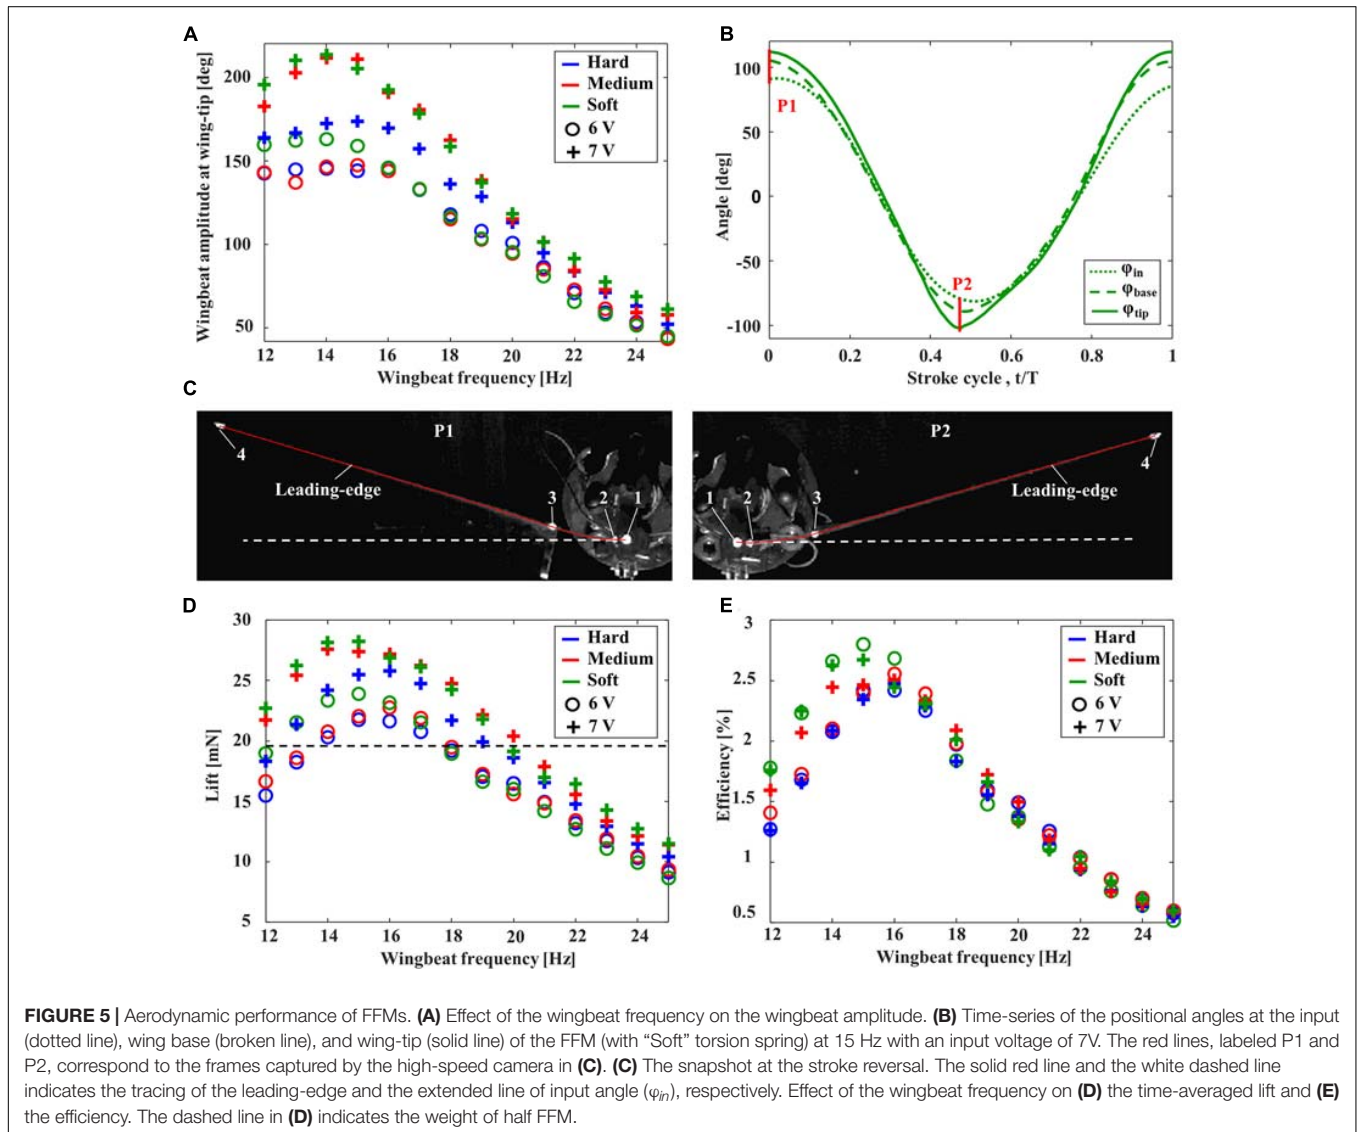 A
Wingbeat amplitude at wing-tip [deg]
200
150
100
50
12 14 16 18 20 22 24
Wingbeat frequency [Hz]
Hard
Medium
Soft
6 V
7 V
B
Angle [deg]
100
50
0
-50
-100
0 0.2 0.4 0.6 0.8 1
Stroke cycle , t/T
P1
P2
φin
φbase
φtip
C
P1
4
Leading-edge
3 2 1
P2
4
Leading-edge
1 2 3
D
Lift [mN]
30
25
20
15
10
5
12 14 16 18 20 22 24
Wingbeat frequency [Hz]
Hard
Medium
Soft
6 V
7 V
E
Efficiency [%]
3
2.5
2
1.5
1
0.5
12 14 16 18 20 22 24
Wingbeat frequency [Hz]
Hard
Medium
Soft
6 V
7 V
FIGURE 5 | Aerodynamic performance of FFMs. (A) Effect of the wingbeat frequency on the wingbeat amplitude. (B) Time-series of the positional angles at the input
(dotted line), wing base (broken line), and wing-tip (solid line) of the FFM (with “Soft” torsion spring) at 15 Hz with an input voltage of 7V. The red lines, labeled P1 and
P2, correspond to the frames captured by the high-speed camera in (C). (C) The snapshot at the stroke reversal. The solid red line and the white dashed line
indicates the tracing of the leading-edge and the extended line of input angle (φin), respectively. Effect of the wingbeat frequency on (D) the time-averaged lift and (E)
the efficiency. The dashed line in (D) indicates the weight of half FFM.